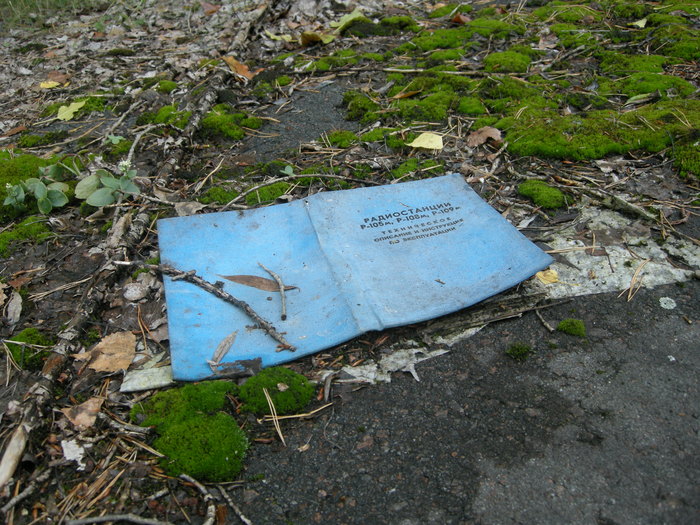 РАДИОСТАНЦИИ
Р-105м, Р-108м, Р-109м
ТЕХНИЧЕСКОЕ
ОПИСАНИЕ И ИНСТРУКЦИЯ
ПО ЭКСПЛУАТАЦИИ